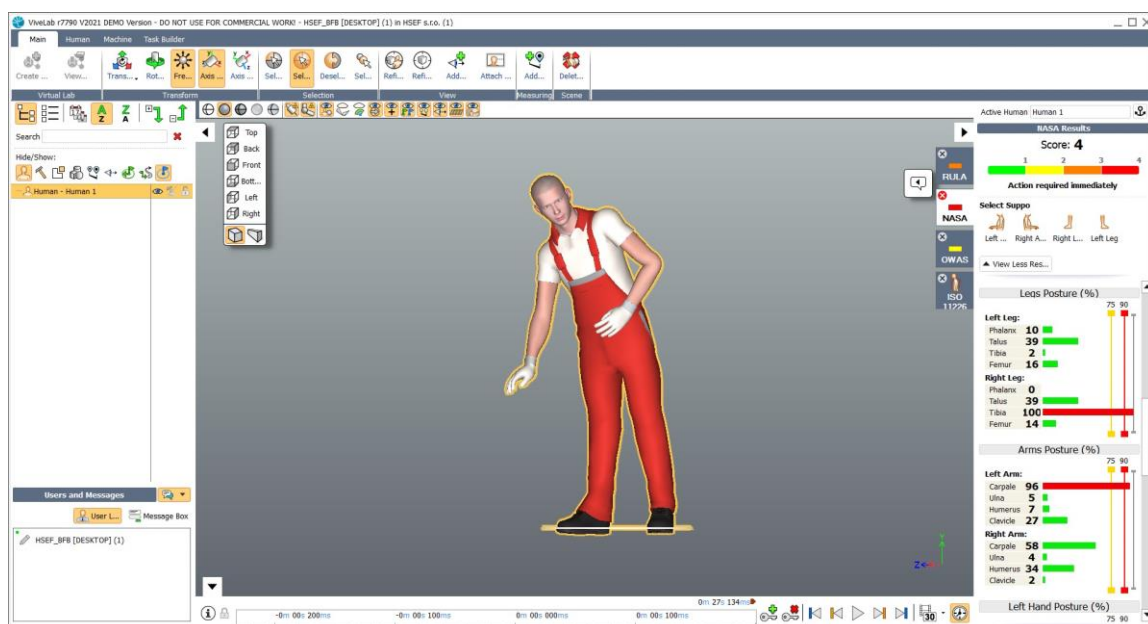 ViveLab r7790 V2021 DEMO Version - DO NOT USE FOR COMMERCIAL WORK! - HSEF_BFB [DESKTOP] (1) in HSEF s.r.o. (1)
Main Human Machine Task Builder
Create ... View... Trans... Rot... Fre... Axis ... Axis ... Sel... Sel... Desel... Sel... Refi... Refi... Add... Attach ... Add... Delet...
Virtual Lab Transform Selection View Measuring Scene
Search
Hide/Show:
Human - Human 1
Users and Messages
User L... Message Box
HSEF_BFB [DESKTOP] (1)
Top
Back
Front
Bott...
Left
Right
RULA
NASA
OWAS
ISO
11226
Active Human Human 1
NASA Results
Score: 4
1 2 3 4
Action required immediately
Select Suppo
Left ... Right A... Right L... Left Leg
View Less Res...
Legs Posture (%)
75 90
Left Leg:
Phalanx 10
Talus 39
Tibia 2
Femur 16
Right Leg:
Phalanx 0
Talus 39
Tibia 100
Femur 14
Arms Posture (%)
75 90
Left Arm:
Carpale 96
Ulna 5
Humerus 7
Clavicle 27
Right Arm:
Carpale 58
Ulna 4
Humerus 34
Clavicle 2
Left Hand Posture (%)
75 90
Y
Z
0m 27s 134ms
-0m 00s 200ms -0m 00s 100ms 0m 00s 000ms 0m 00s 100ms
30